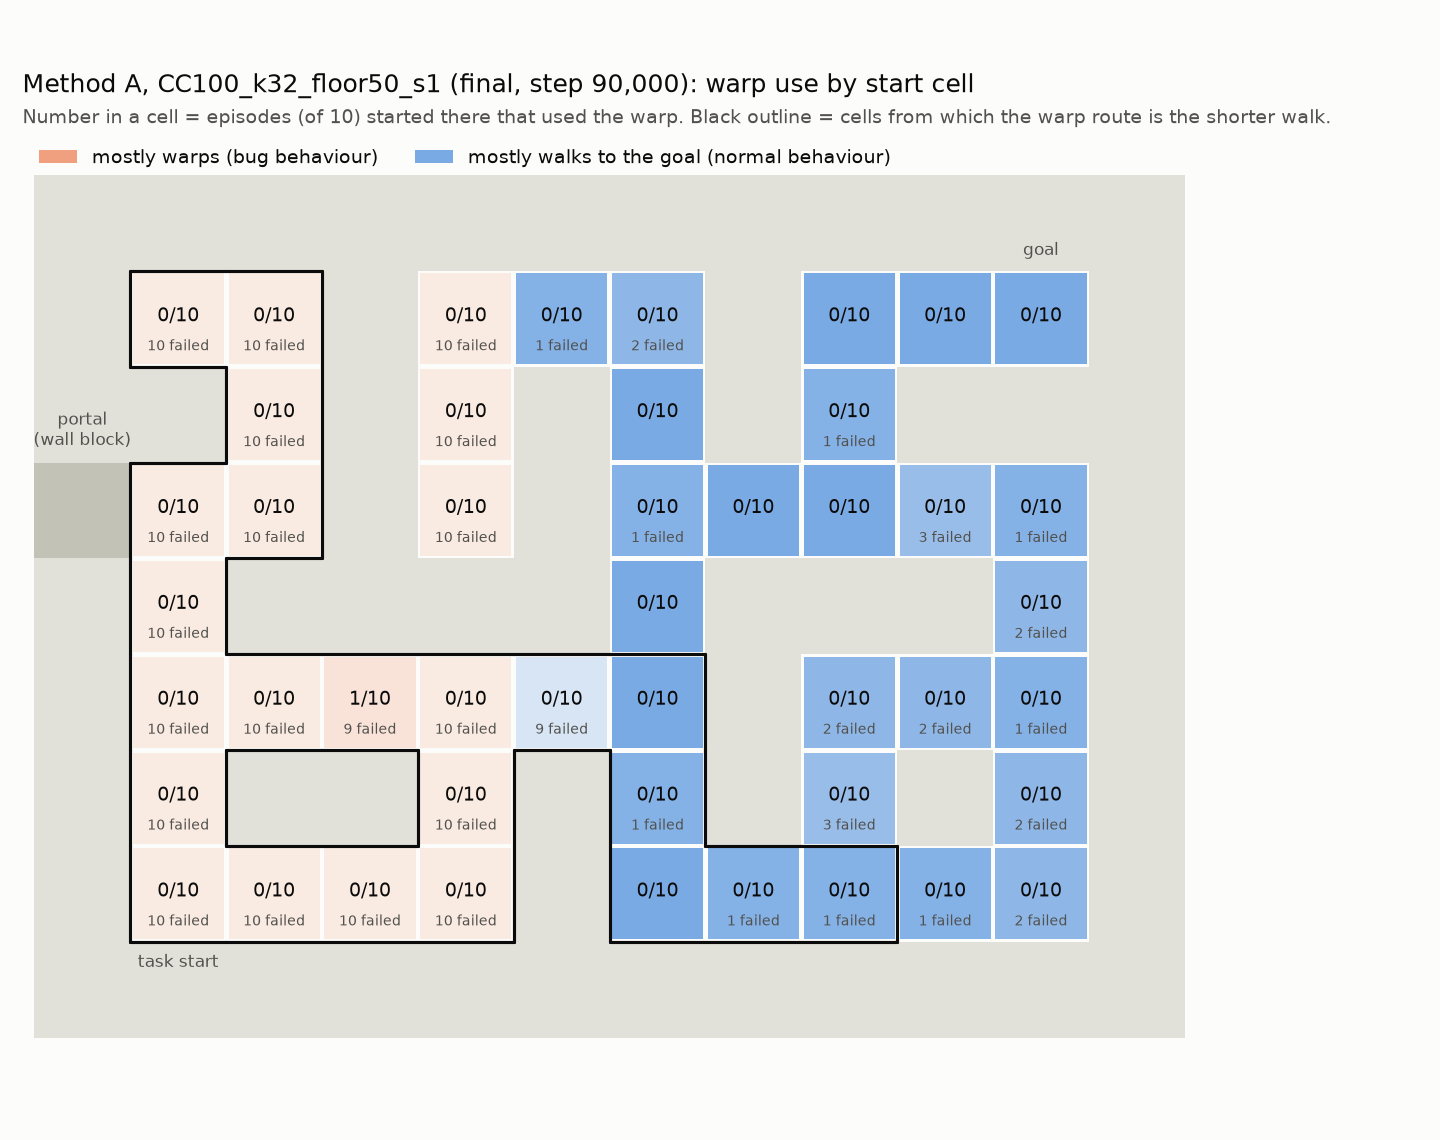 Method A, CC100_k32_floor50_s1 (final, step 90,000): warp use by start cell
Number in a cell = episodes (of 10) started there that used the warp. Black outline = cells from which the warp route is the shorter walk.
mostly warps (bug behaviour) mostly walks to the goal (normal behaviour)
goal
0/10 0/10 0/10 0/10 0/10 0/10 0/10 0/10
10 failed 10 failed 10 failed 1 failed 2 failed
portal
(wall block)
0/10 0/10 0/10 0/10
10 failed 10 failed 1 failed
0/10 0/10 0/10 0/10 0/10 0/10 0/10 0/10
10 failed 10 failed 10 failed 1 failed 3 failed 1 failed
0/10 0/10 0/10
10 failed 2 failed
0/10 0/10 1/10 0/10 0/10 0/10 0/10 0/10 0/10
10 failed 10 failed 9 failed 10 failed 9 failed 2 failed 2 failed 1 failed
0/10 0/10 0/10 0/10 0/10
10 failed 10 failed 1 failed 3 failed 2 failed
0/10 0/10 0/10 0/10 0/10 0/10 0/10 0/10 0/10
10 failed 10 failed 10 failed 10 failed 1 failed 1 failed 1 failed 2 failed
task start